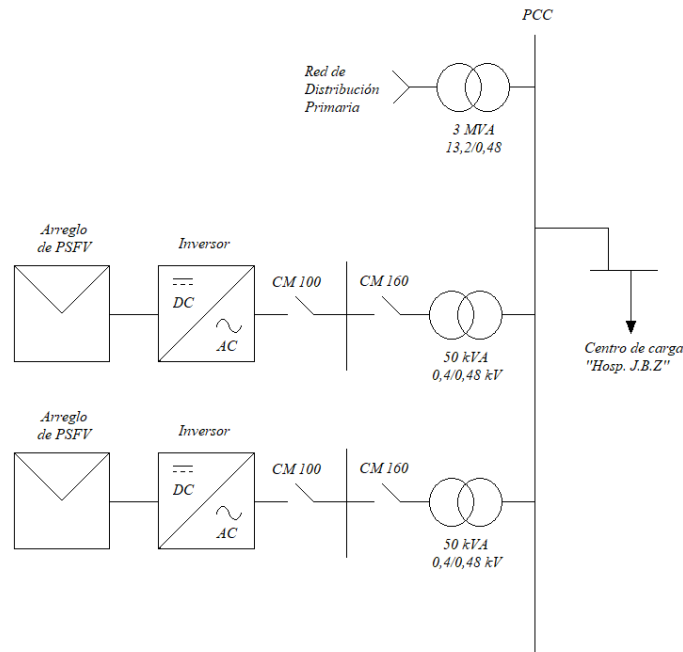 PCC
Red de
Distribución
Primaria
3 MVA
13,2/0,48
Arreglo
de PSFV
Inversor
CM 100
CM 160
DC
AC
50 kVA
0,4/0,48 kV
Centro de carga
"Hosp. J.B.Z"
Arreglo
de PSFV
Inversor
CM 100
CM 160
DC
AC
50 kVA
0,4/0,48 kV